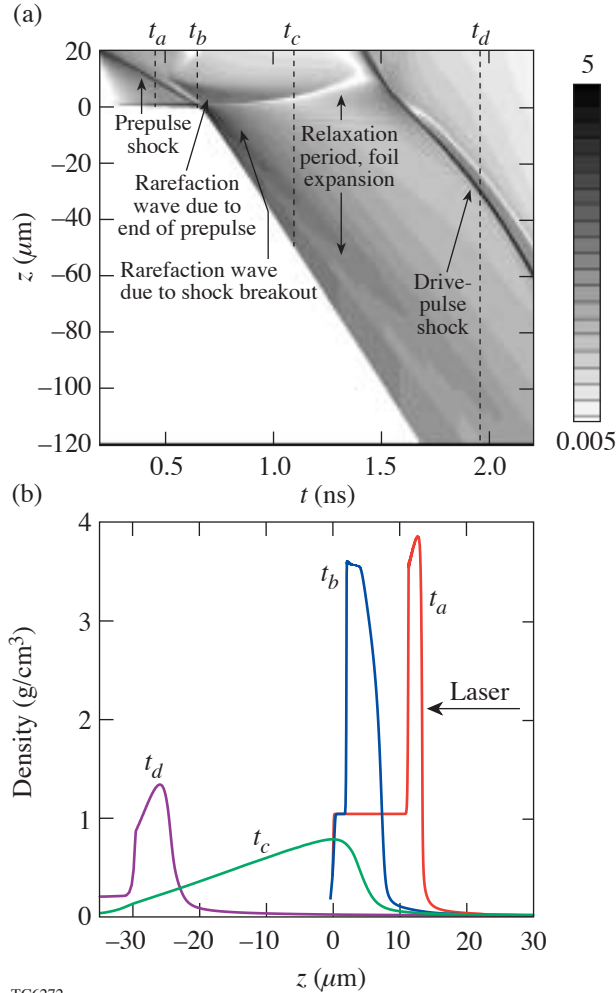 (a)
t_a t_b t_c t_d
20
0
–20
–40
–60
–80
–100
–120
z (μm)
Prepulse
shock
Rarefaction
wave due to
end of prepulse
Rarefaction wave
due to shock breakout
Relaxation
period, foil
expansion
Drive-
pulse
shock
5
0.005
0.5 1.0 1.5 2.0
t (ns)
(b)
4
3
2
1
0
Density (g/cm³)
t_b
t_a
Laser
t_d
t_c
–30 –20 –10 0 10 20 30
z (μm)
TC6272